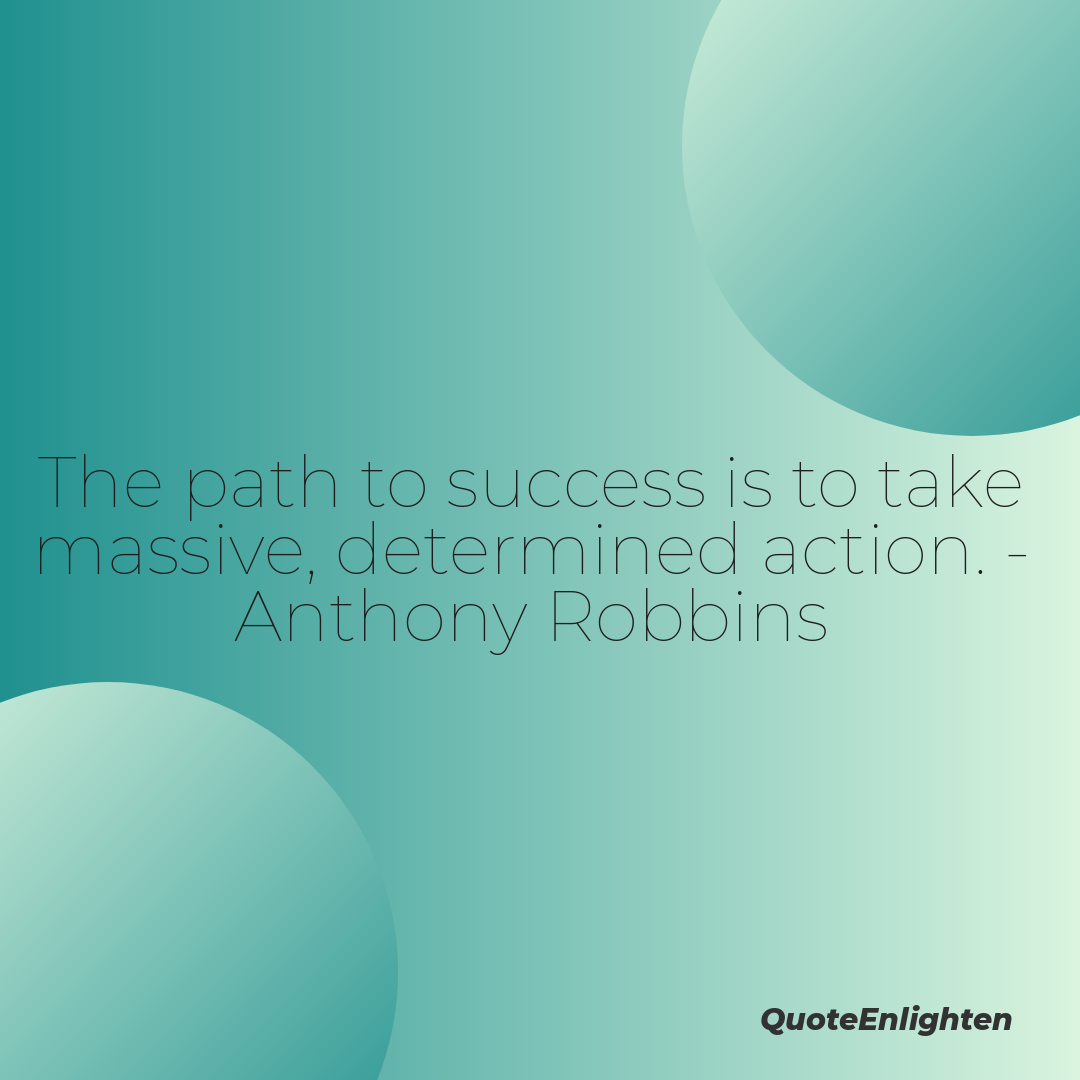 The path to success is to take
massive, determined action. -
Anthony Robbins
QuoteEnlighten